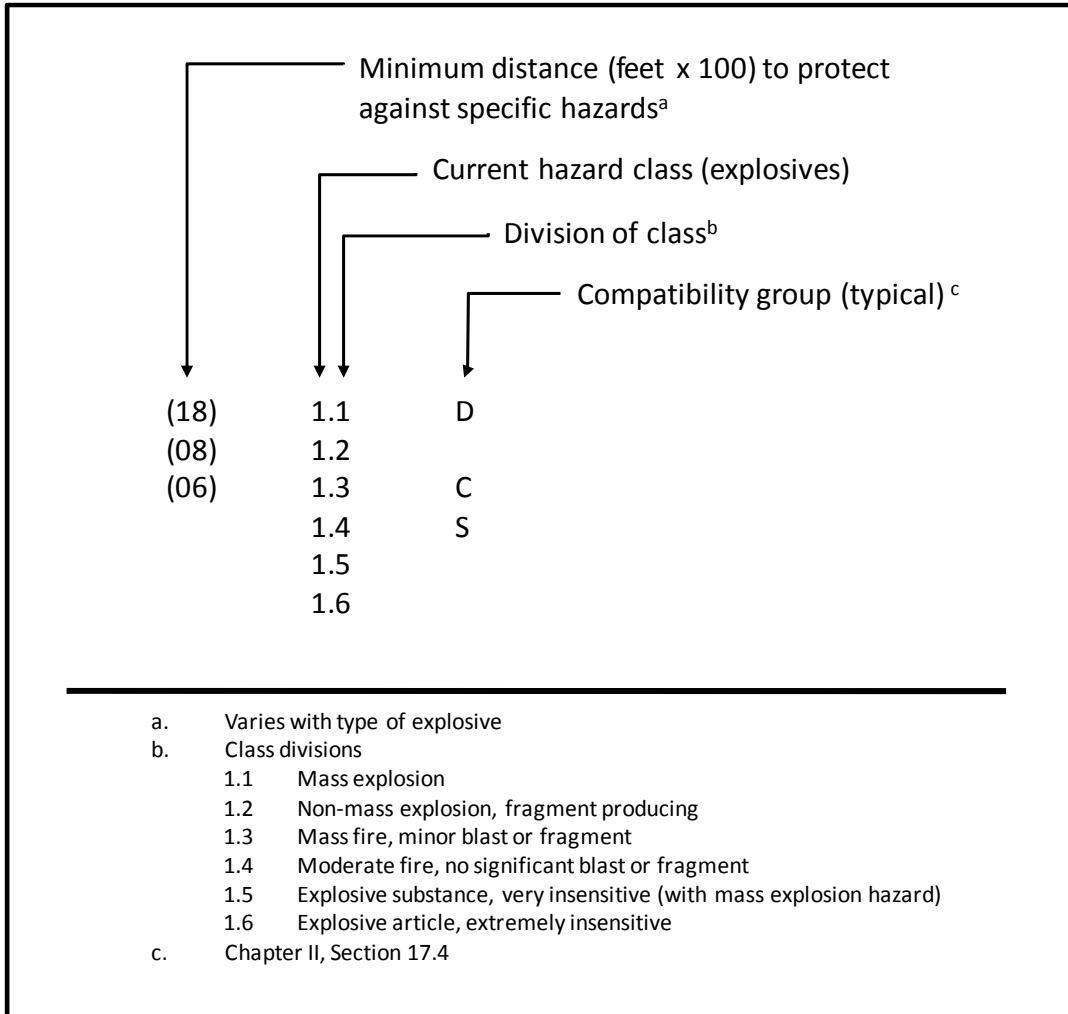 Minimum distance (feet x 100) to protect
against specific hazardsᵃ
Current hazard class (explosives)
Division of classᵇ
Compatibility group (typical) ᶜ
(18) 1.1 D
(08) 1.2
(06) 1.3 C
1.4 S
1.5
1.6
a. Varies with type of explosive
b. Class divisions
1.1 Mass explosion
1.2 Non-mass explosion, fragment producing
1.3 Mass fire, minor blast or fragment
1.4 Moderate fire, no significant blast or fragment
1.5 Explosive substance, very insensitive (with mass explosion hazard)
1.6 Explosive article, extremely insensitive
c. Chapter II, Section 17.4